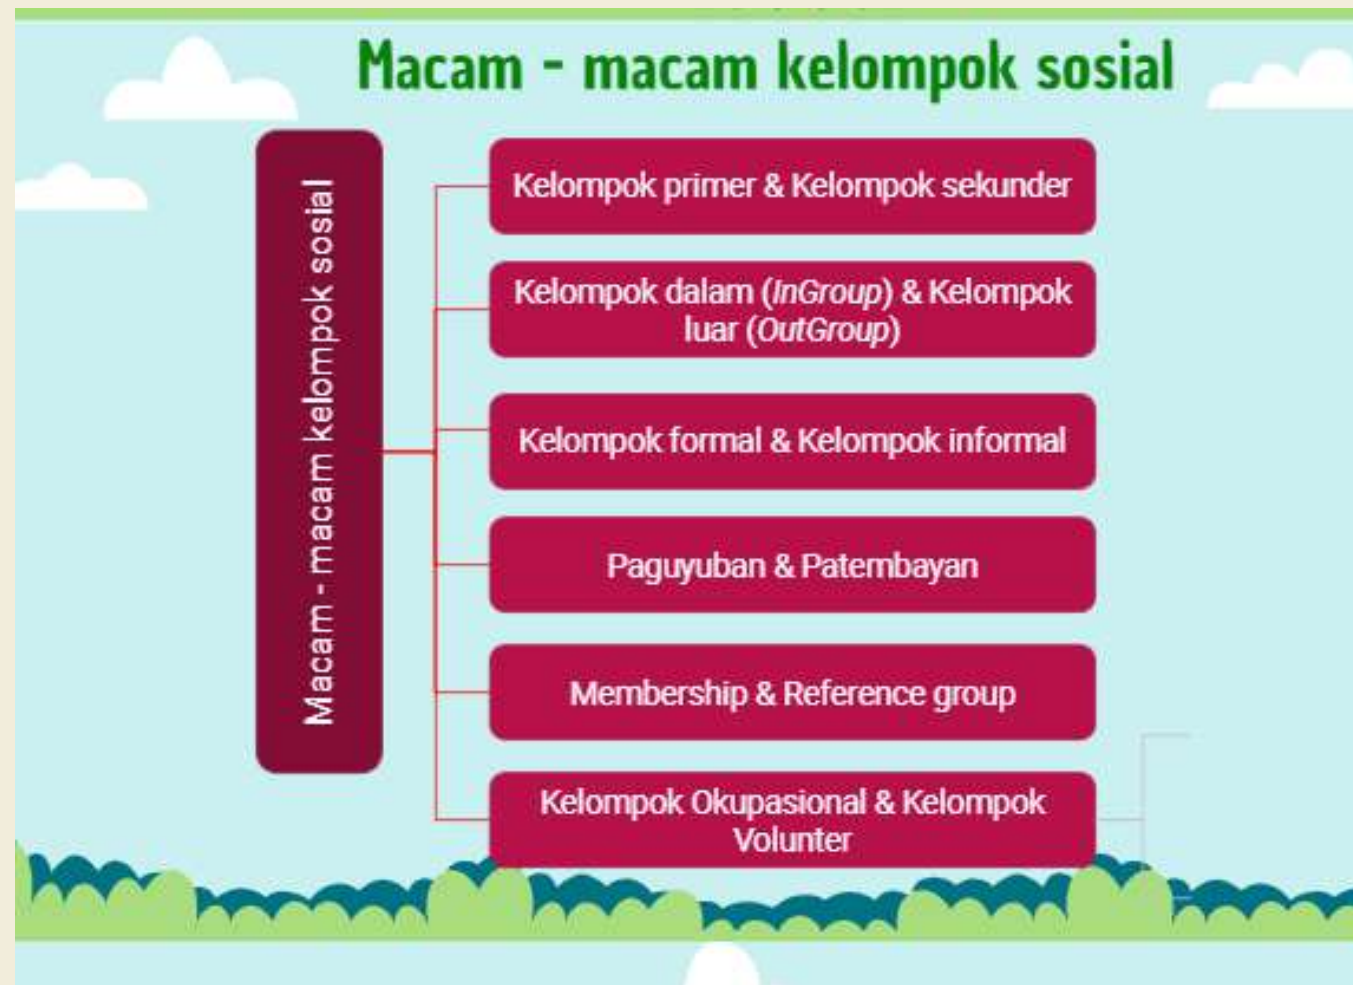 Macam - macam kelompok sosial
Macam - macam kelompok sosial
Kelompok primer & Kelompok sekunder
Kelompok dalam (InGroup) & Kelompok
luar (OutGroup)
Kelompok formal & Kelompok informal
Paguyuban & Patembayan
Membership & Reference group
Kelompok Okupasional & Kelompok
Volunter